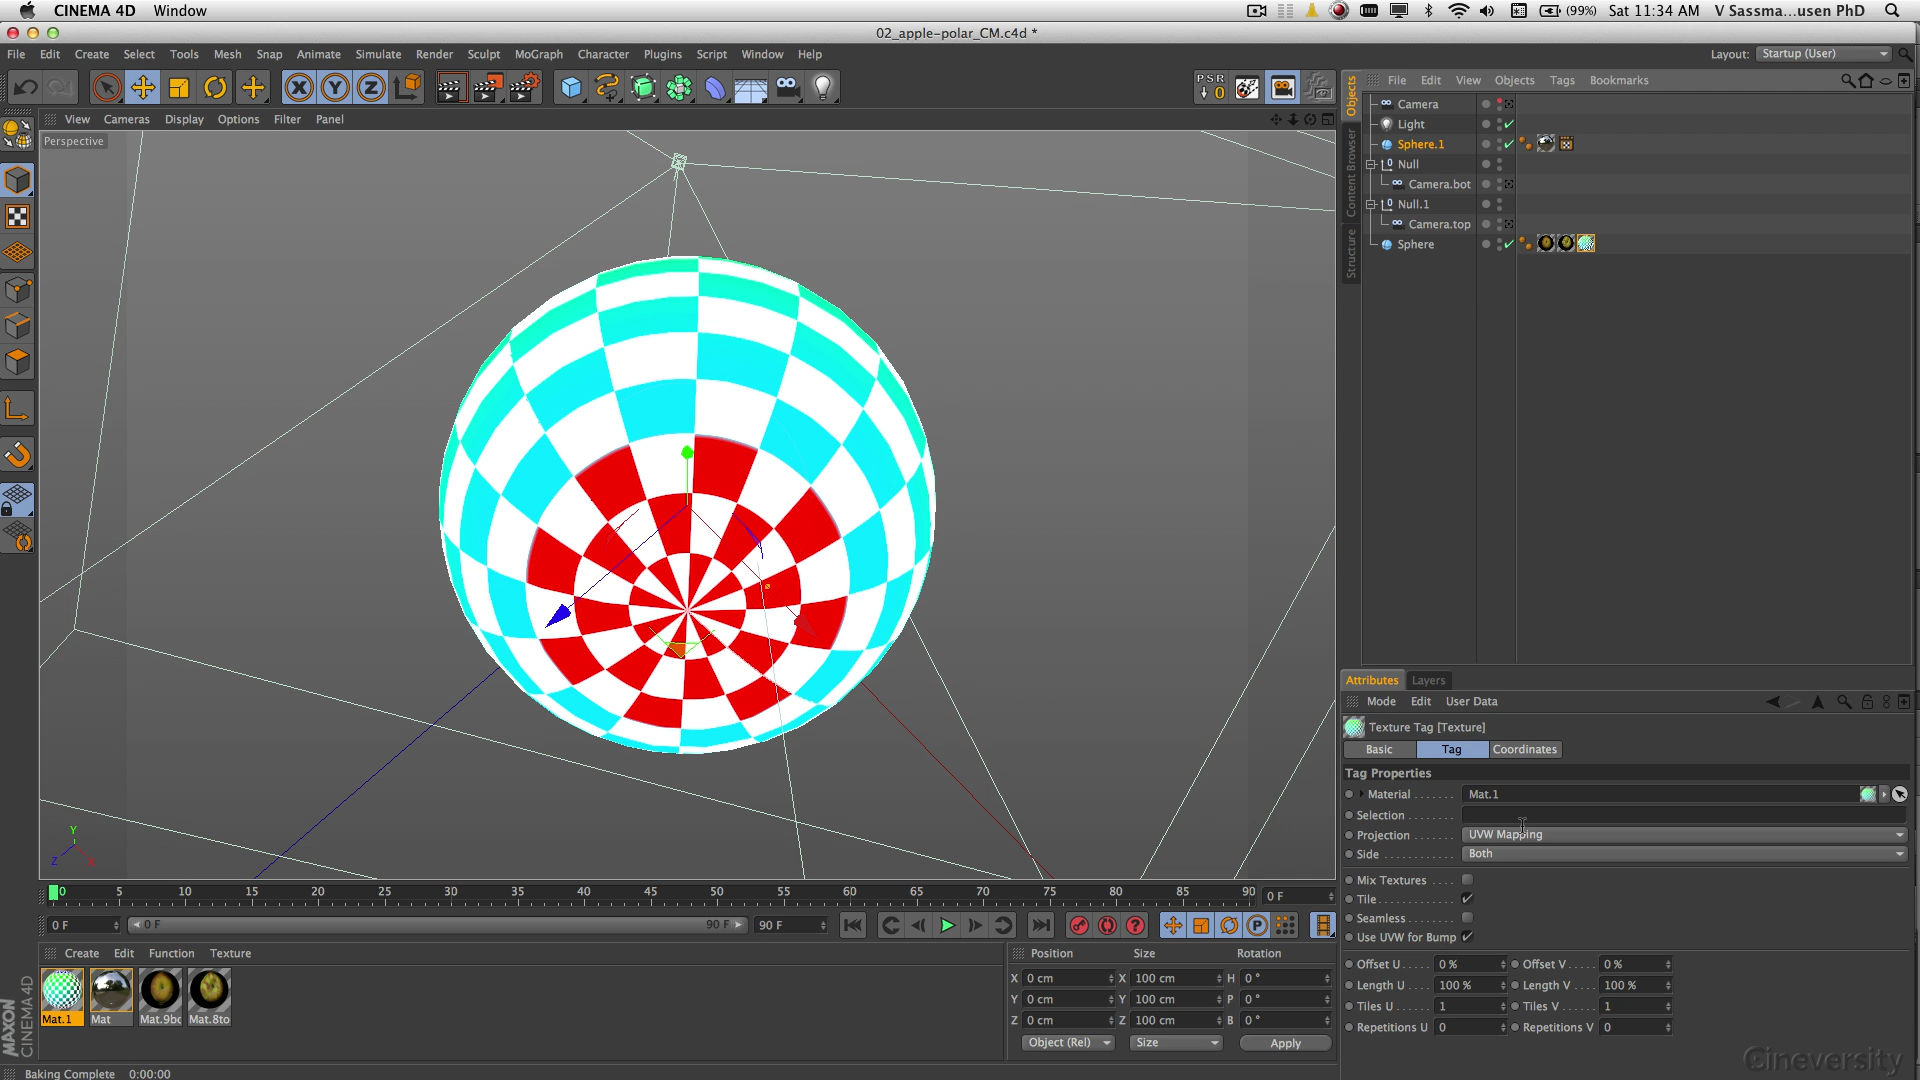 CINEMA 4D Window
(99%) Sat 11:34 AM V Sassma...usen PhD
02_apple-polar_CM.c4d *
File Edit Create Select Tools Mesh Snap Animate Simulate Render Sculpt MoGraph Character Plugins Script Window Help
Layout: Startup (User)
X Y Z
PSR
0
File Edit View Objects Tags Bookmarks
View Cameras Display Options Filter Panel
Perspective
Objects
Content Browser
Structure
Camera
Light
Sphere.1
Null
Camera.bot
Null.1
Camera.top
Sphere
Y
Z X
Attributes Layers
Mode Edit User Data
Texture Tag [Texture]
Basic Tag Coordinates
Tag Properties
Material Mat.1
Selection
Projection UVW Mapping
Side Both
Mix Textures
Tile
Seamless
Use UVW for Bump
Offset U 0 % Offset V 0 %
Length U 100 % Length V 100 %
Tiles U 1 Tiles V 1
Repetitions U 0 Repetitions V 0
0 5 10 15 20 25 30 35 40 45 50 55 60 65 70 75 80 85 90 0 F
0 F 0 F 90 F 90 F
Create Edit Function Texture
Mat.1 Mat Mat.9bc Mat.8to
Position Size Rotation
X 0 cm X 100 cm H 0 °
Y 0 cm Y 100 cm P 0 °
Z 0 cm Z 100 cm B 0 °
Object (Rel) Size Apply
MAXON
CINEMA 4D
Baking Complete 0:00:00
Cineversity